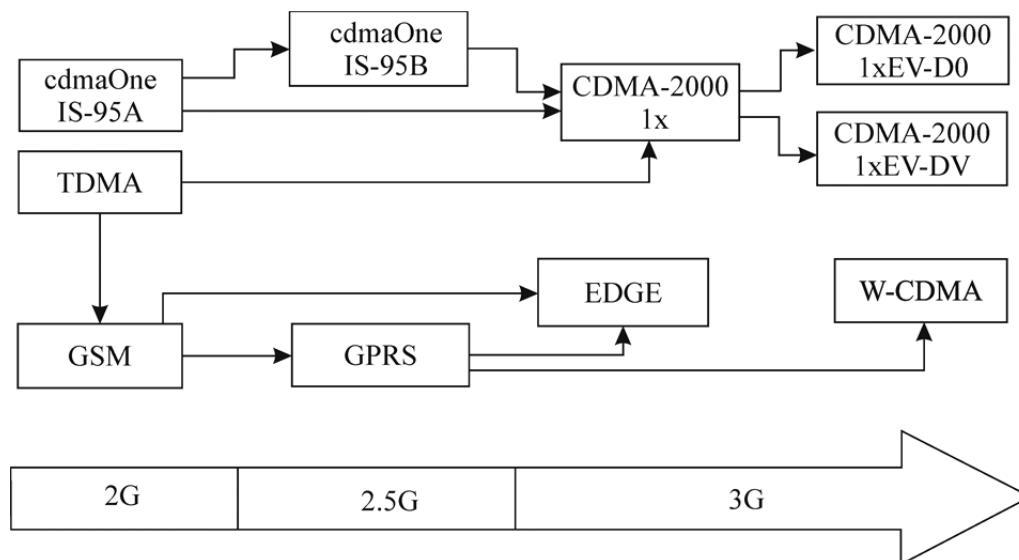 cdmaOne
IS-95A
cdmaOne
IS-95B
CDMA-2000
1x
CDMA-2000
1xEV-D0
CDMA-2000
1xEV-DV
TDMA
EDGE
W-CDMA
GSM
GPRS
2G
2.5G
3G